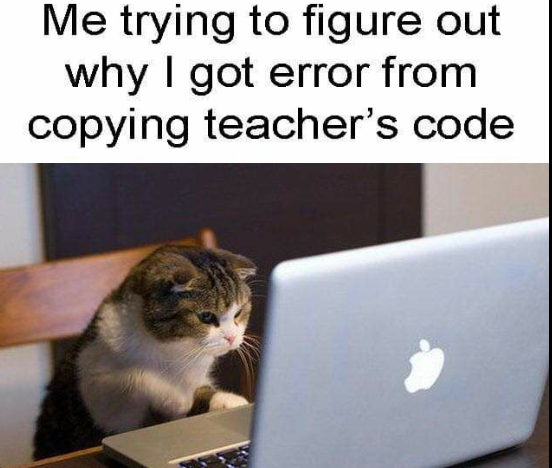 Me trying to figure out
why I got error from
copying teacher’s code